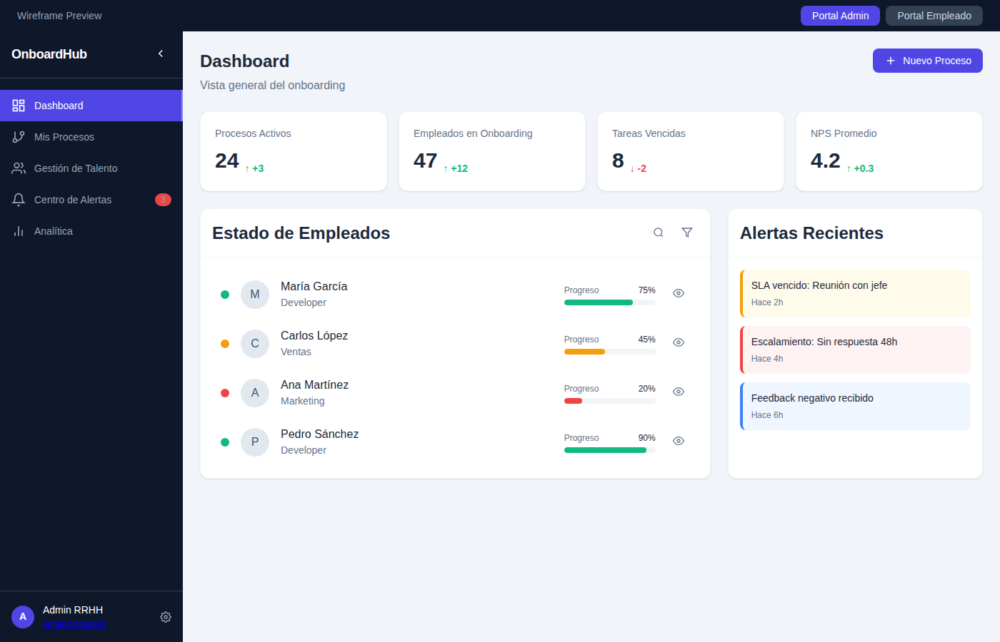 Wireframe Preview
Portal Admin
Portal Empleado
OnboardHub
Dashboard
Mis Procesos
Gestión de Talento
Centro de Alertas
3
Analítica
Admin RRHH
[email protected]
A
Dashboard
Vista general del onboarding
Nuevo Proceso
Procesos Activos
24 ↑ +3
Empleados en Onboarding
47 ↑ +12
Tareas Vencidas
8 ↓ -2
NPS Promedio
4.2 ↑ +0.3
Estado de Empleados
M
María García
Developer
Progreso 75%
C
Carlos López
Ventas
Progreso 45%
A
Ana Martínez
Marketing
Progreso 20%
P
Pedro Sánchez
Developer
Progreso 90%
Alertas Recientes
SLA vencido: Reunión con jefe
Hace 2h
Escalamiento: Sin respuesta 48h
Hace 4h
Feedback negativo recibido
Hace 6h